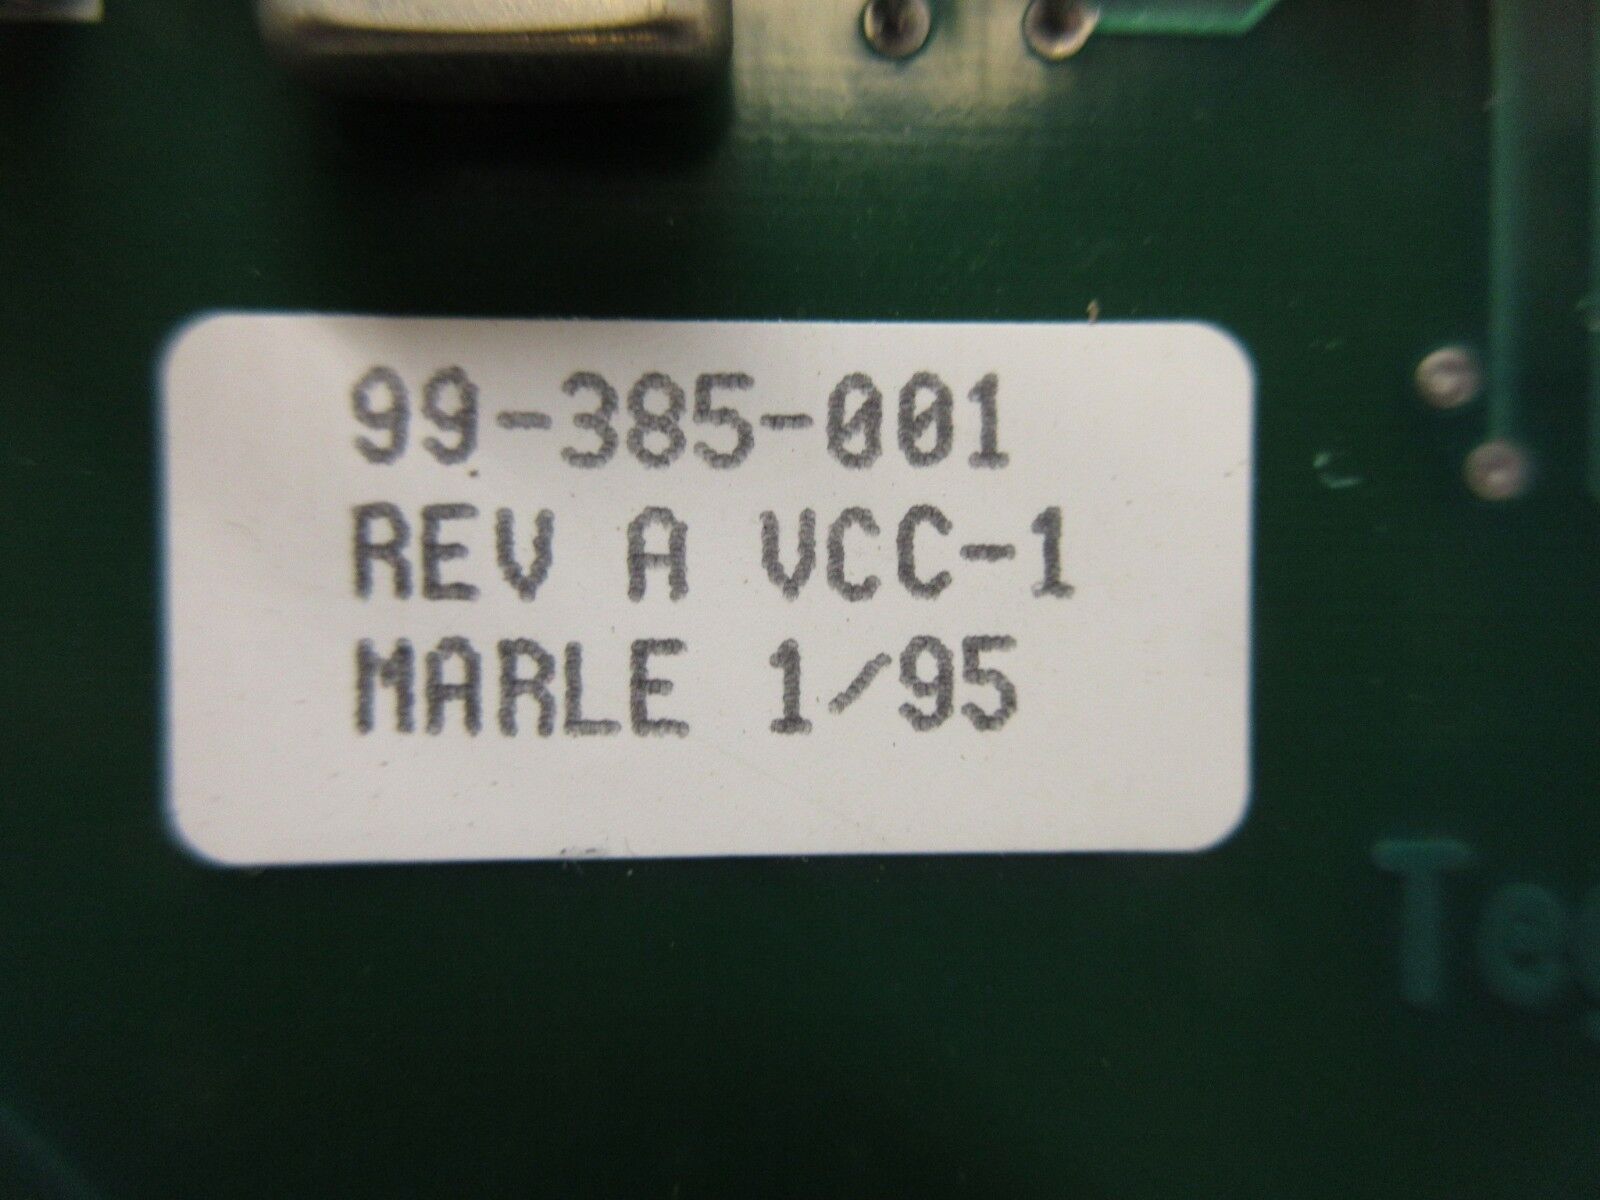 99-385-001
REV A VCC-1
MARLE 1/95